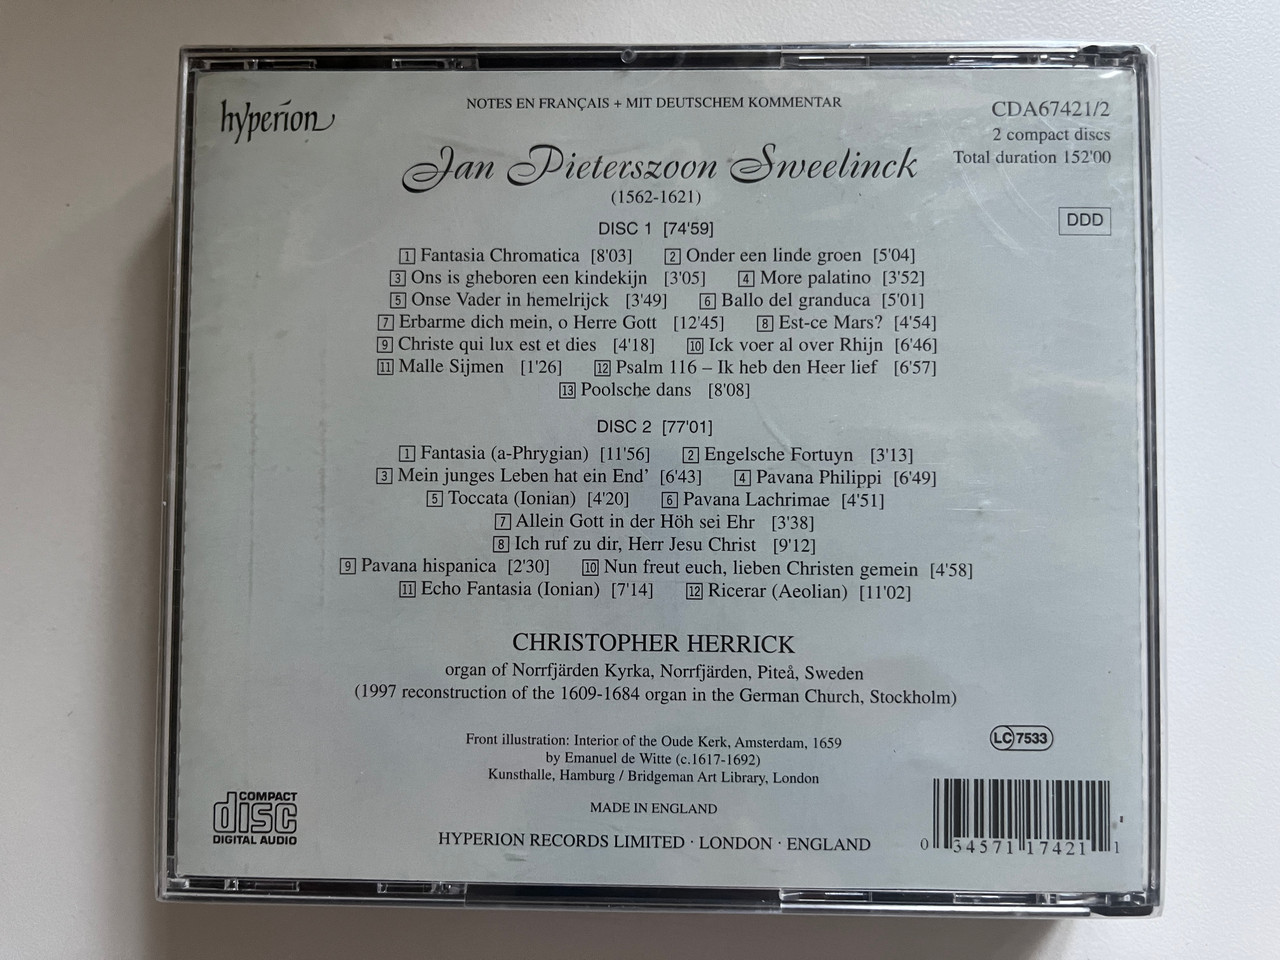 hyperion
NOTES EN FRANÇAIS + MIT DEUTSCHEM KOMMENTAR
CDA67421/2
2 compact discs
Total duration 152'00
Jan Pieterszoon Sweelinck
(1562-1621)
DDD
DISC 1 [74'59]
1 Fantasia Chromatica [8'03] 2 Onder een linde groen [5'04]
3 Ons is gheboren een kindekijn [3'05] 4 More palatino [3'52]
5 Onse Vader in hemelrijck [3'49] 6 Ballo del granduca [5'01]
7 Erbarme dich mein, o Herre Gott [12'45] 8 Est-ce Mars? [4'54]
9 Christe qui lux est et dies [4'18] 10 Ick voer al over Rhijn [6'46]
11 Malle Sijmen [1'26] 12 Psalm 116 – Ik heb den Heer lief [6'57]
13 Poolsche dans [8'08]
DISC 2 [77'01]
1 Fantasia (a-Phrygian) [11'56] 2 Engelsche Fortuyn [3'13]
3 Mein junges Leben hat ein End' [6'43] 4 Pavana Philippi [6'49]
5 Toccata (Ionian) [4'20] 6 Pavana Lachrimae [4'51]
7 Allein Gott in der Höh sei Ehr [3'38]
8 Ich ruf zu dir, Herr Jesu Christ [9'12]
9 Pavana hispanica [2'30] 10 Nun freut euch, lieben Christen gemein [4'58]
11 Echo Fantasia (Ionian) [7'14] 12 Ricerar (Aeolian) [11'02]
CHRISTOPHER HERRICK
organ of Norrfjärden Kyrka, Norrfjärden, Piteå, Sweden
(1997 reconstruction of the 1609-1684 organ in the German Church, Stockholm)
LC 7533
Front illustration: Interior of the Oude Kerk, Amsterdam, 1659
by Emanuel de Witte (c.1617-1692)
Kunsthalle, Hamburg / Bridgeman Art Library, London
MADE IN ENGLAND
COMPACT
disc
DIGITAL AUDIO
HYPERION RECORDS LIMITED · LONDON · ENGLAND
0 34571 17421 1